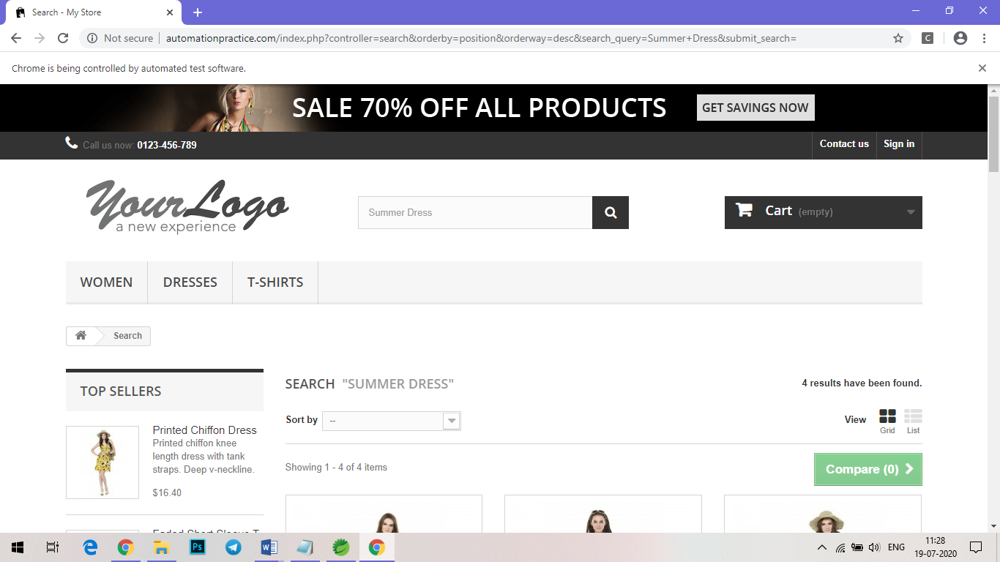 Search - My Store
Not secure
automationpractice.com/index.php?controller=search&orderby=position&orderway=desc&search_query=Summer+Dress&submit_search=
C
Chrome is being controlled by automated test software.
SALE 70% OFF ALL PRODUCTS
GET SAVINGS NOW
Call us now: 0123-456-789
Contact us
Sign in
YourLogo
a new experience
Summer Dress
Cart (empty)
WOMEN
DRESSES
T-SHIRTS
Search
TOP SELLERS
Printed Chiffon Dress
Printed chiffon knee
length dress with tank
straps. Deep v-neckline.
$16.40
SEARCH "SUMMER DRESS"
4 results have been found.
Sort by
--
View
Grid
List
Showing 1 - 4 of 4 items
Compare (0)
Ps
W
ENG
11:28
19-07-2020